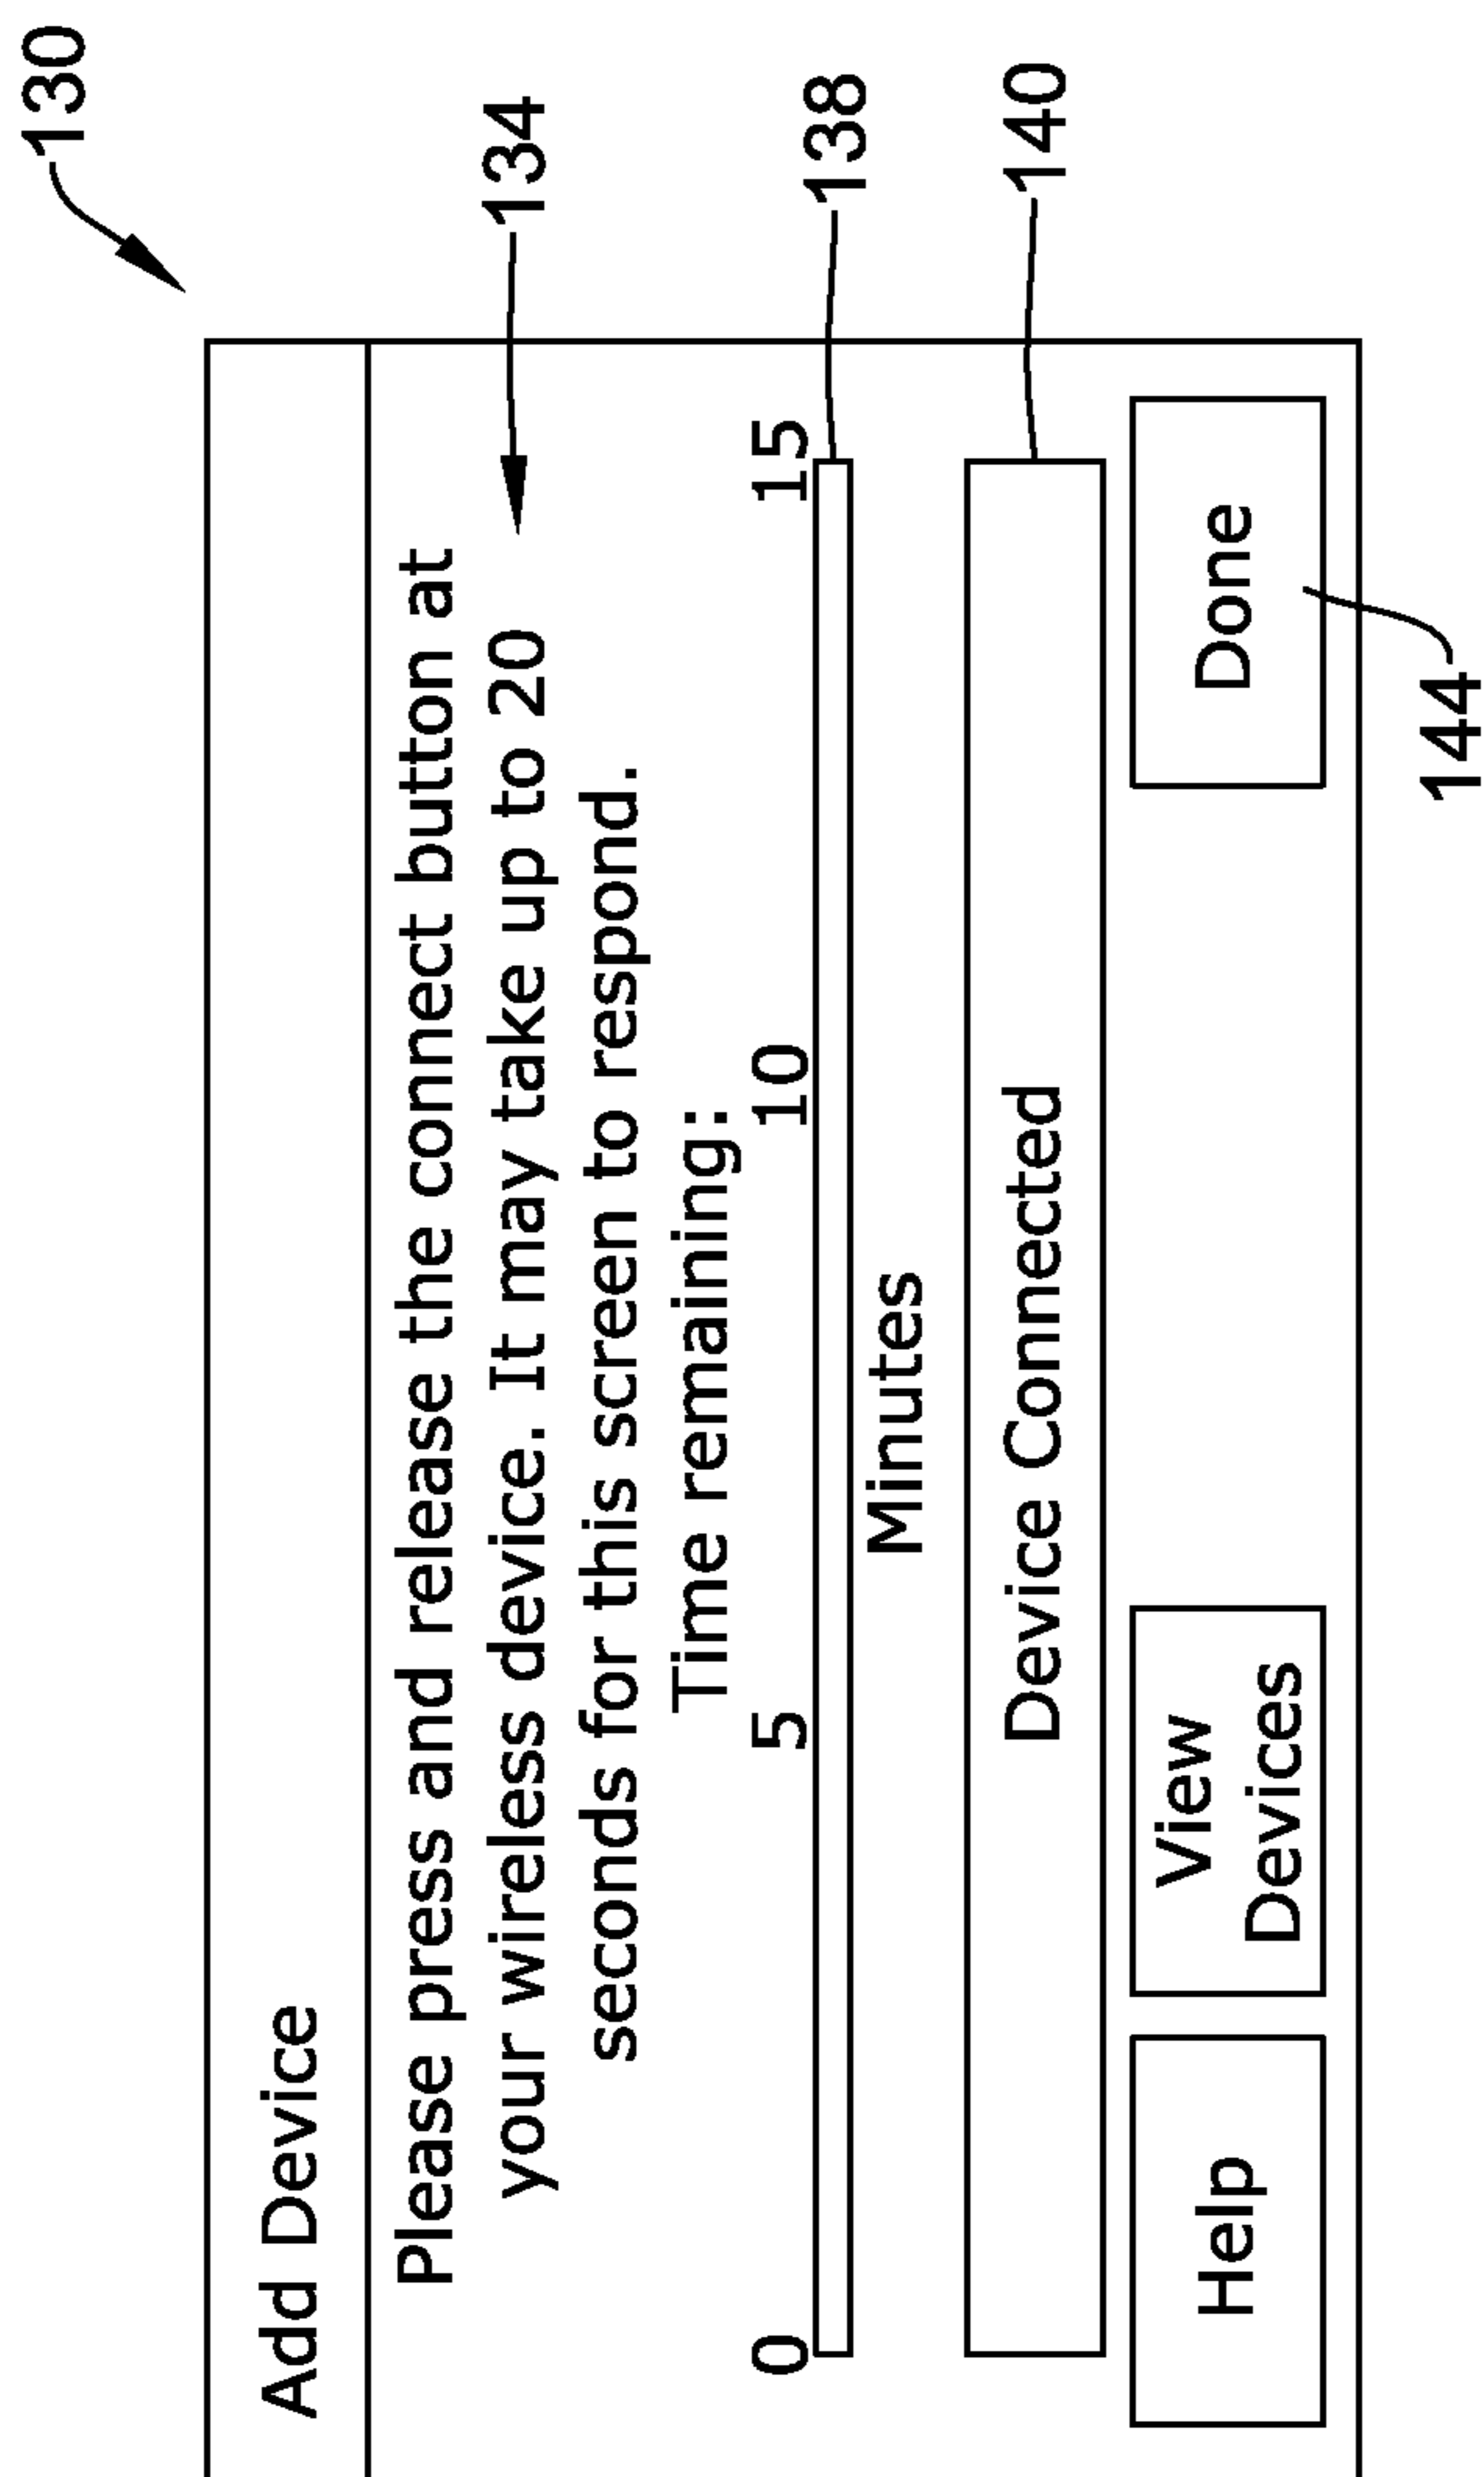 130
Add Device
Please press and release the connect button at
your wireless device. It may take up to 20
seconds for this screen to respond.
134
Time remaining:
0 5 10 15
138
Minutes
Device Connected
140
Help
View
Devices
Done
144